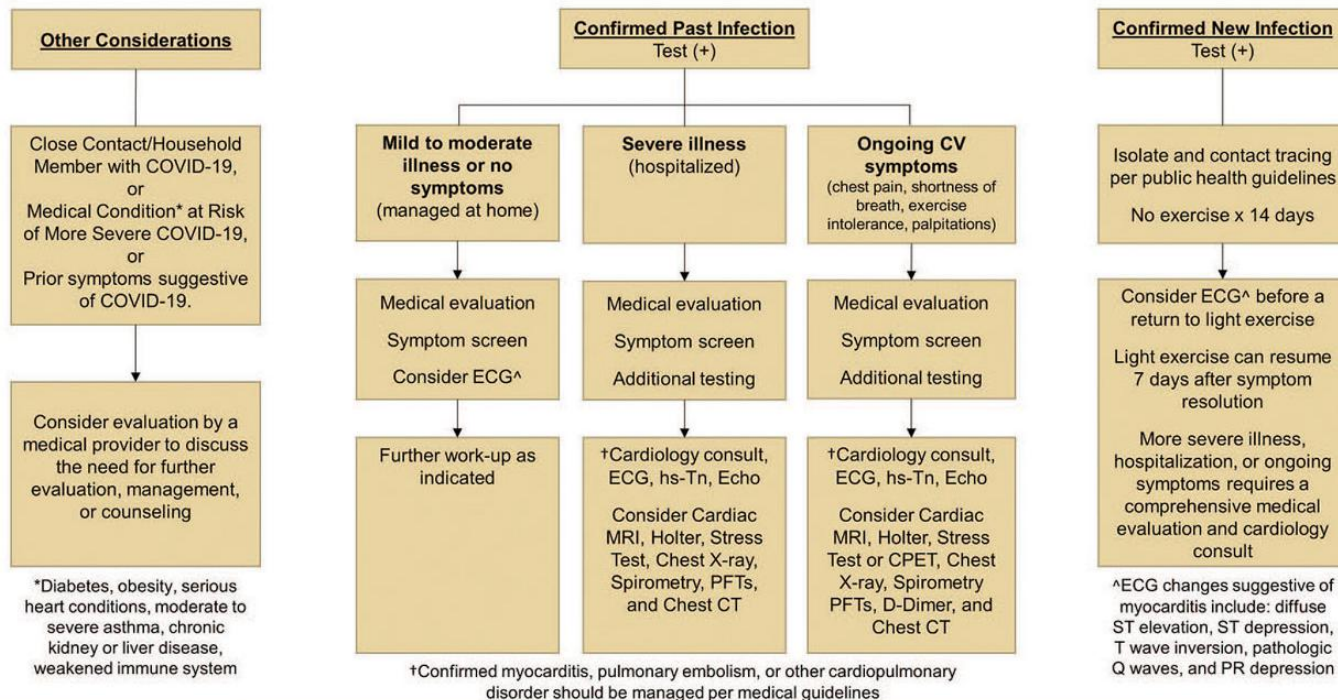 Other Considerations
Close Contact/Household
Member with COVID-19,
or
Medical Condition* at Risk
of More Severe COVID-19,
or
Prior symptoms suggestive
of COVID-19.
Consider evaluation by a
medical provider to discuss
the need for further
evaluation, management,
or counseling
*Diabetes, obesity, serious
heart conditions, moderate to
severe asthma, chronic
kidney or liver disease,
weakened immune system
Confirmed Past Infection
Test (+)
Mild to moderate
illness or no
symptoms
(managed at home)
Medical evaluation
Symptom screen
Consider ECG^
Further work-up as
indicated
Severe illness
(hospitalized)
Medical evaluation
Symptom screen
Additional testing
†Cardiology consult,
ECG, hs-Tn, Echo
Consider Cardiac
MRI, Holter, Stress
Test, Chest X-ray,
Spirometry, PFTs,
and Chest CT
Ongoing CV
symptoms
(chest pain, shortness of
breath, exercise
intolerance, palpitations)
Medical evaluation
Symptom screen
Additional testing
†Cardiology consult,
ECG, hs-Tn, Echo
Consider Cardiac
MRI, Holter, Stress
Test or CPET, Chest
X-ray, Spirometry
PFTs, D-Dimer, and
Chest CT
†Confirmed myocarditis, pulmonary embolism, or other cardiopulmonary
disorder should be managed per medical guidelines
Confirmed New Infection
Test (+)
Isolate and contact tracing
per public health guidelines
No exercise x 14 days
Consider ECG^ before a
return to light exercise
Light exercise can resume
7 days after symptom
resolution
More severe illness,
hospitalization, or ongoing
symptoms requires a
comprehensive medical
evaluation and cardiology
consult
^ECG changes suggestive of
myocarditis include: diffuse
ST elevation, ST depression,
T wave inversion, pathologic
Q waves, and PR depression